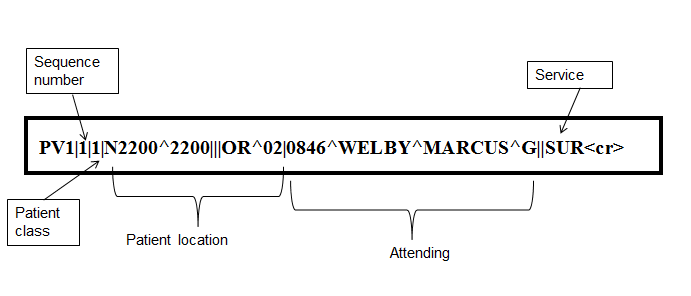 Sequence
number
Service
PV1|1|1|N2200^2200|||OR^02|0846^WELBY^MARCUS^G||SUR<cr>
Patient
class
Patient location
Attending